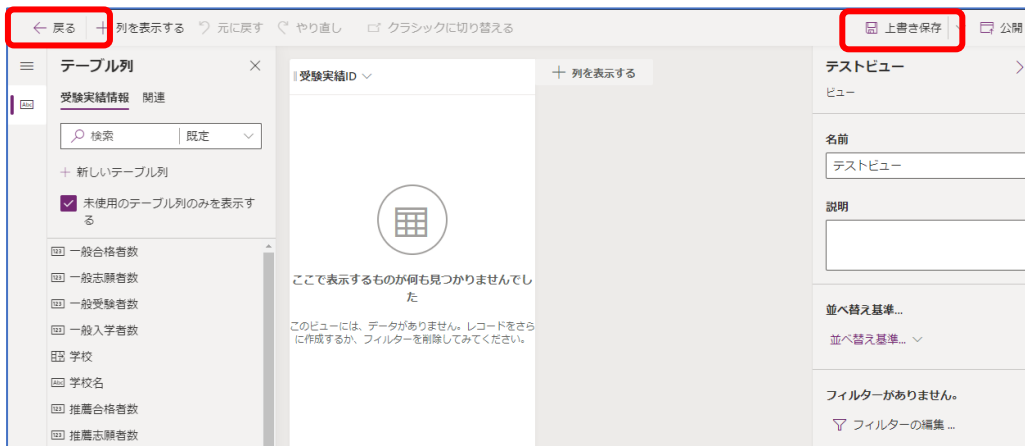 ← 戻る ＋ 列を表示する 元に戻す やり直し クラシックに切り替える 上書き保存 公開
テーブル列
受験実績情報 関連
検索 既定
＋ 新しいテーブル列
未使用のテーブル列のみを表示す
る
123 一般合格者数
123 一般志願者数
123 一般受験者数
123 一般入学者数
学校
Abc 学校名
123 推薦合格者数
123 推薦志願者数
Abc
受験実績ID
＋ 列を表示する
ここで表示するものが何も見つかりませんでし
た
このビューには、データがありません。レコードをさら
に作成するか、フィルターを削除してみてください。
テストビュー
ビュー
名前
テストビュー
説明
並べ替え基準...
並べ替え基準...
フィルターがありません。
フィルターの編集 ...